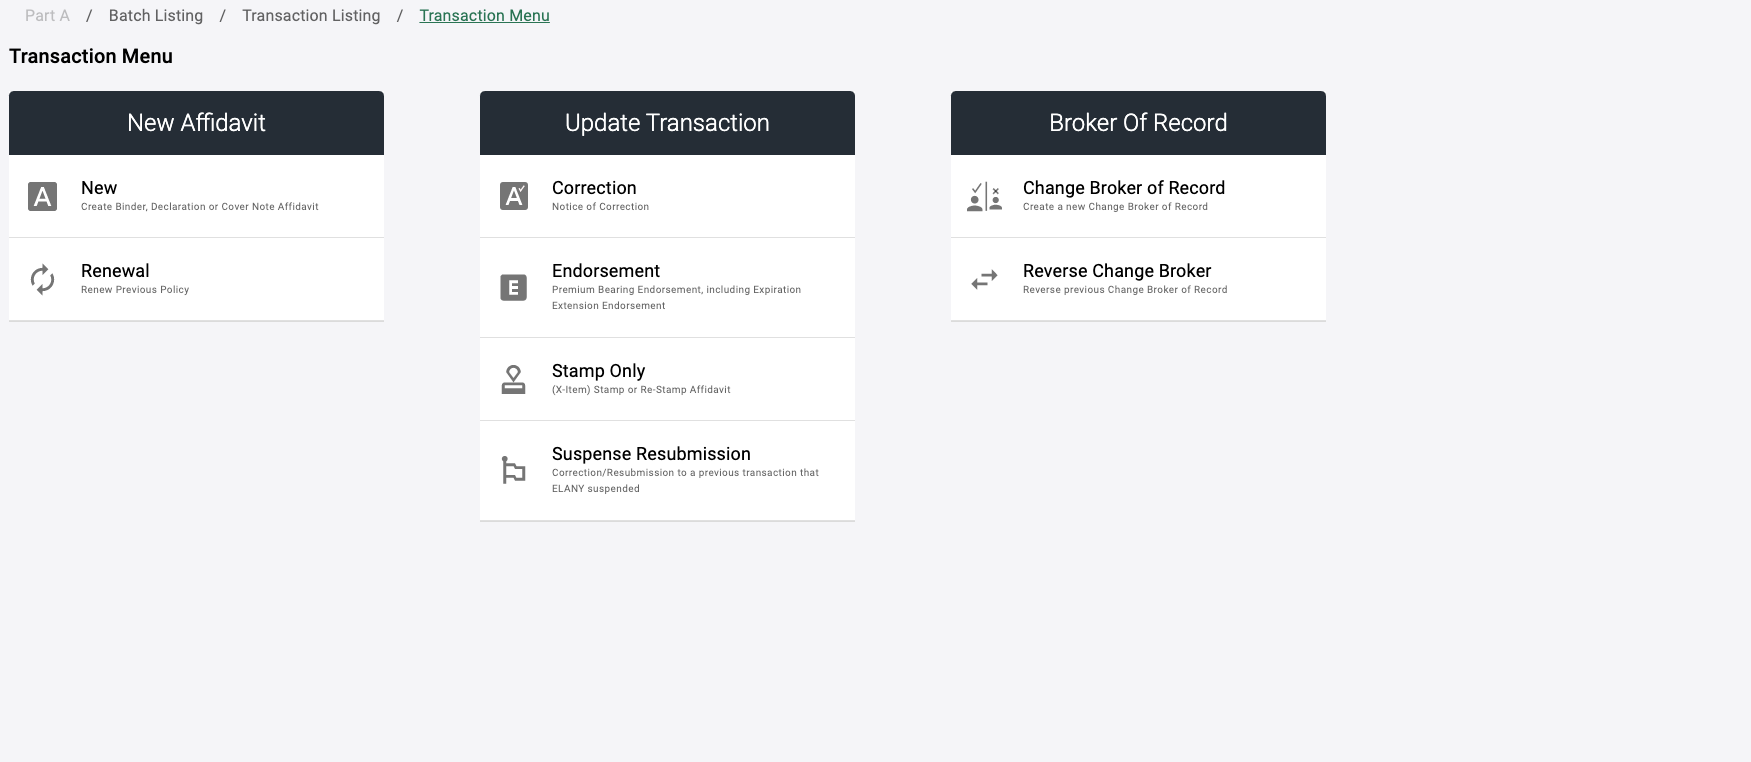 Part A / Batch Listing / Transaction Listing / Transaction Menu
Transaction Menu
New Affidavit
A
New
Create Binder, Declaration or Cover Note Affidavit
Renewal
Renew Previous Policy
Update Transaction
A
Correction
Notice of Correction
E
Endorsement
Premium Bearing Endorsement, including Expiration
Extension Endorsement
Stamp Only
(X-Item) Stamp or Re-Stamp Affidavit
Suspense Resubmission
Correction/Resubmission to a previous transaction that
ELANY suspended
Broker Of Record
Change Broker of Record
Create a new Change Broker of Record
Reverse Change Broker
Reverse previous Change Broker of Record